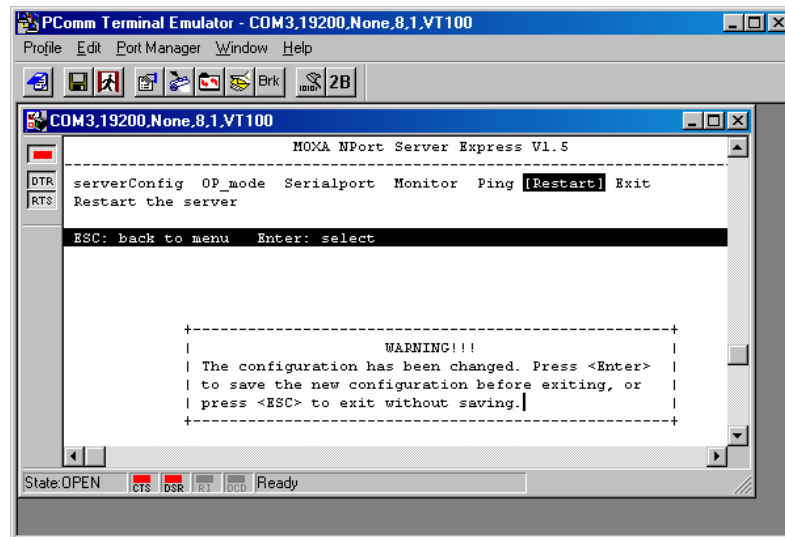 PComm Terminal Emulator - COM3,19200,None,8,1,VT100
Profile Edit Port Manager Window Help
Brk 2B
COM3,19200,None,8,1,VT100
MOXA NPort Server Express V1.5
DTR
RTS
serverConfig OP_mode Serialport Monitor Ping [Restart] Exit
Restart the server
ESC: back to menu Enter: select
WARNING!!!
The configuration has been changed. Press <Enter>
to save the new configuration before exiting, or
press <ESC> to exit without saving.
State:OPEN CTS DSR RI DCD Ready